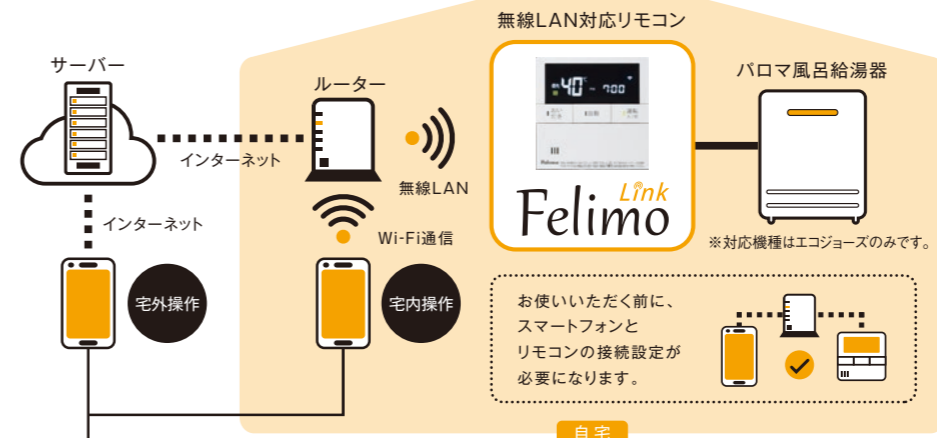 無線LAN対応リモコン
サーバー
ルーター
パロマ風呂給湯器
40
700
インターネット
無線LAN
Link
Felimo
インターネット
Wi-Fi通信
※対応機種はエコジョーズのみです。
宅外操作
宅内操作
お使いいただく前に、
スマートフォンと
リモコンの接続設定が
必要になります。
自宅